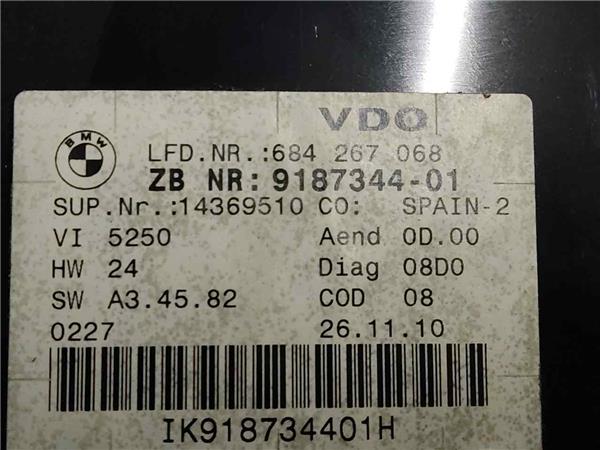 VDO
BMW
LFD.NR.:684 267 068
ZB NR: 9187344-01
SUP.Nr.:14369510 CO: SPAIN-2
VI 5250 Aend 0D.00
HW 24 Diag 08D0
SW A3.45.82 COD 08
0227 26.11.10
IK918734401H